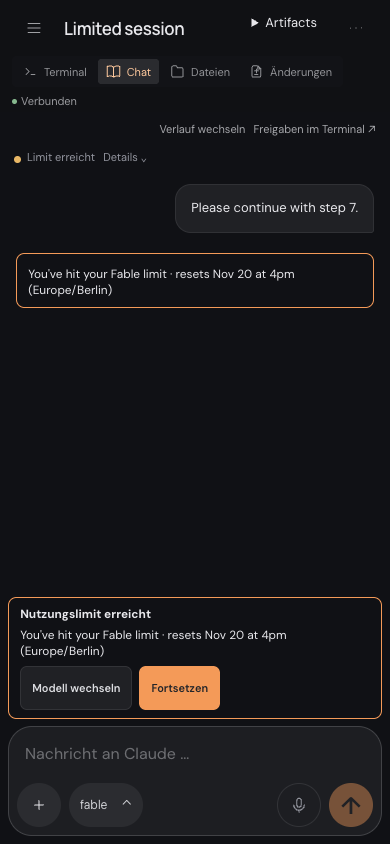 Limited session
Artifacts
Terminal
Chat
Dateien
Änderungen
Verbunden
Verlauf wechseln
Freigaben im Terminal ↗
Limit erreicht
Details
Please continue with step 7.
You've hit your Fable limit · resets Nov 20 at 4pm
(Europe/Berlin)
Nutzungslimit erreicht
You've hit your Fable limit · resets Nov 20 at 4pm
(Europe/Berlin)
Modell wechseln
Fortsetzen
Nachricht an Claude ...
fable